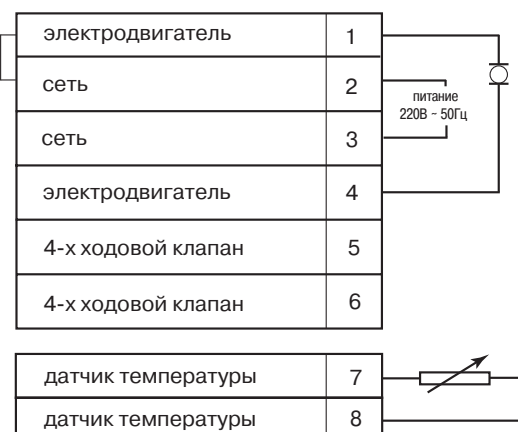 электродвигатель 1
сеть 2
питание
220В - 50Гц
сеть 3
электродвигатель 4
4-х ходовой клапан 5
4-х ходовой клапан 6
датчик температуры 7
датчик температуры 8